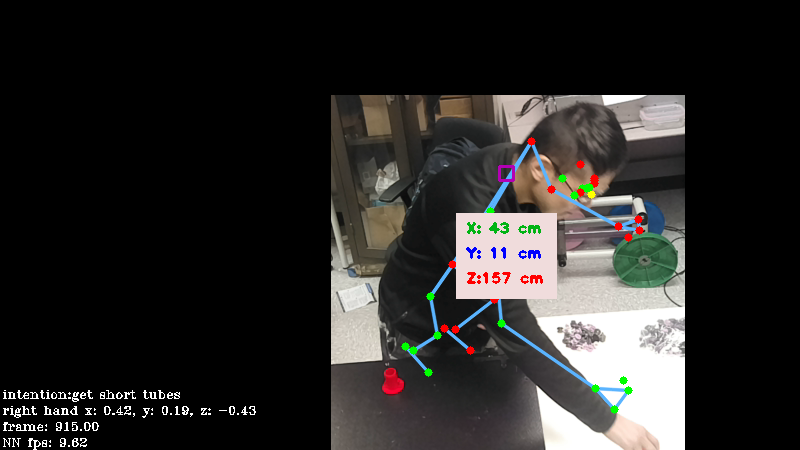 X: 43 cm
Y: 11 cm
Z:157 cm
intention:get short tubes
right hand x: 0.42, y: 0.19, z: −0.43
frame: 915.00
NN fps: 9.62